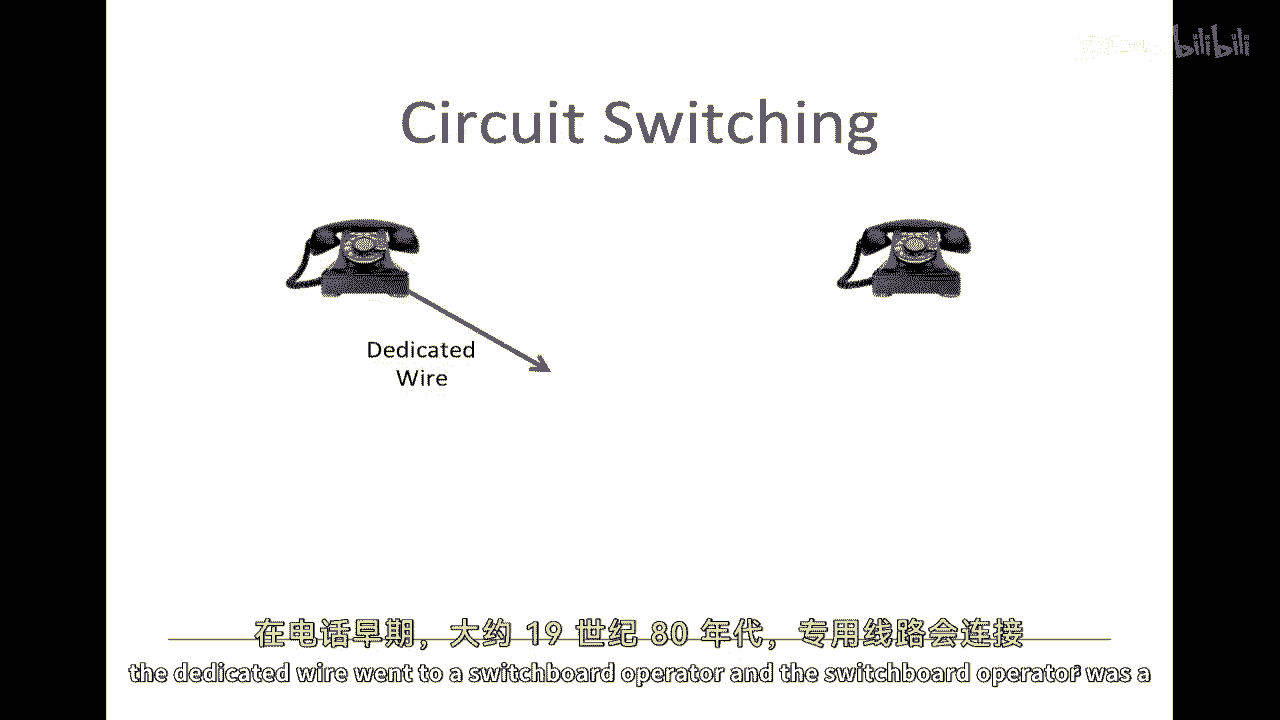 bilibili
Circuit Switching
Dedicated
Wire
在电话早期，大约 19 世纪 80 年代，专用线路会连接
the dedicated wire went to a switchboard operator and the switchboard operator was a